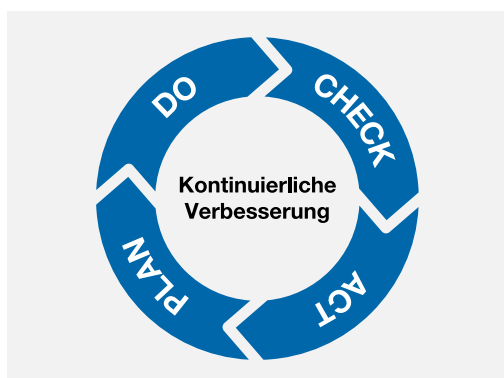 DO
CHECK
Kontinuierliche
Verbesserung
PLAN
ACT